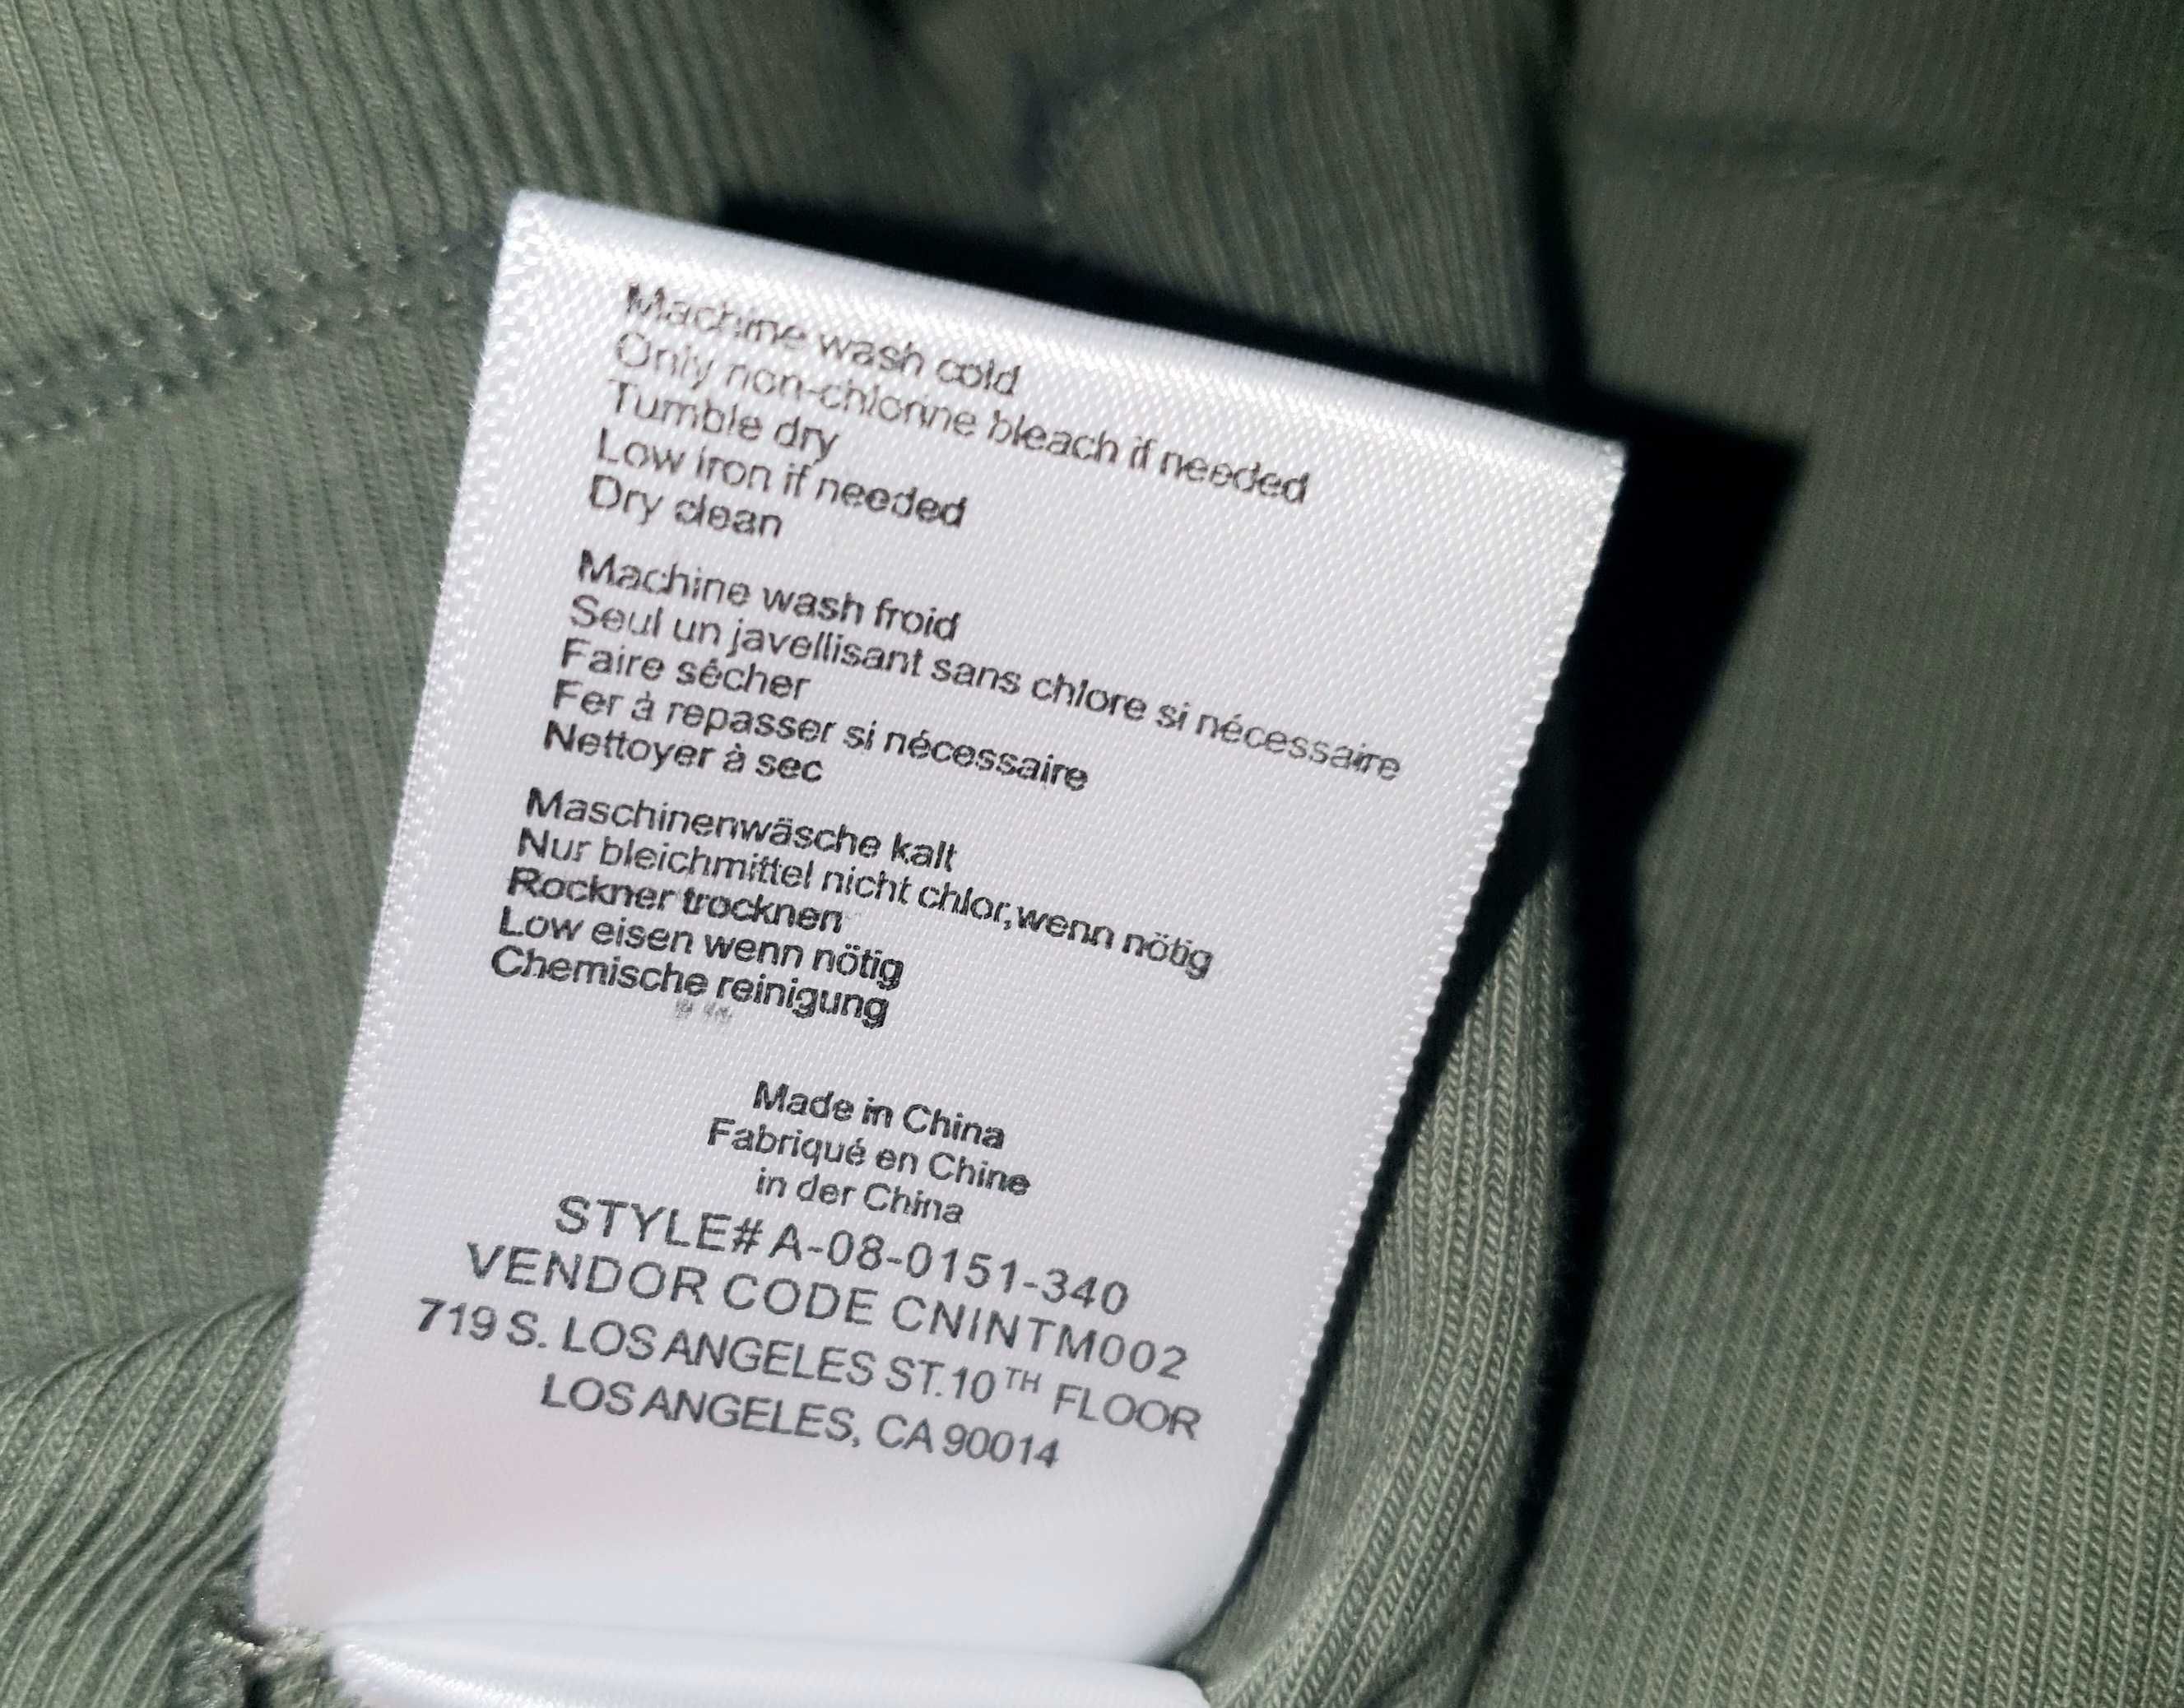 Machine wash cold
Only non-chlorine bleach if needed
Tumble dry
Low iron if needed
Dry clean
Machine wash froid
Seul un javellisant sans chlore si nécessaire
Faire sécher
Fer à repasser si nécessaire
Nettoyer à sec
Maschinenwäsche kalt
Nur bleichmittel nicht chlor,wenn nötig
Rockner trocknen
Low eisen wenn nötig
Chemische reinigung
Made in China
Fabriqué en Chine
in der China
STYLE# A-08-0151-340
VENDOR CODE CNINTM002
719 S. LOS ANGELES ST.10TH FLOOR
LOS ANGELES, CA 90014